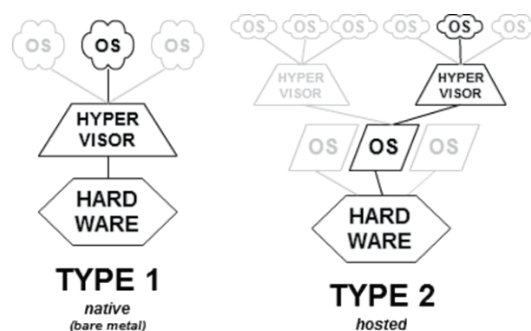 OS OS OS
HYPER
VISOR
HARD
WARE
TYPE 1
native
(bare metal)
OS OS OS OS OS OS
HYPER
VISOR
HYPER
VISOR
OS OS OS
HARD
WARE
TYPE 2
hosted